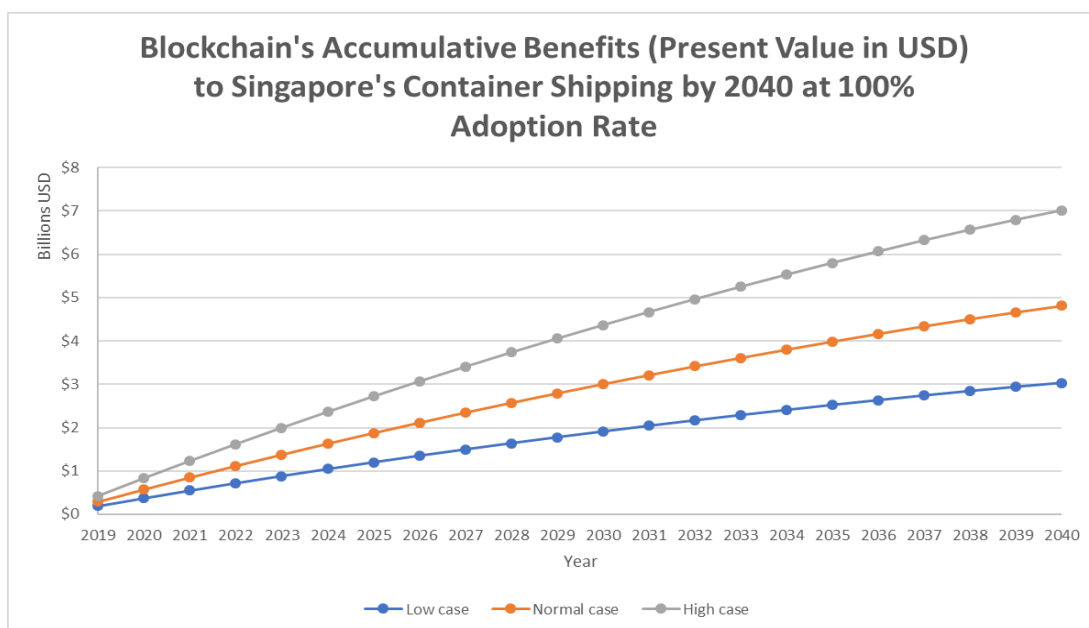 Blockchain's Accumulative Benefits (Present Value in USD)
to Singapore's Container Shipping by 2040 at 100%
Adoption Rate
Billions USD
$8
$7
$6
$5
$4
$3
$2
$1
$0
2019 2020 2021 2022 2023 2024 2025 2026 2027 2028 2029 2030 2031 2032 2033 2034 2035 2036 2037 2038 2039 2040
Year
Low case Normal case High case